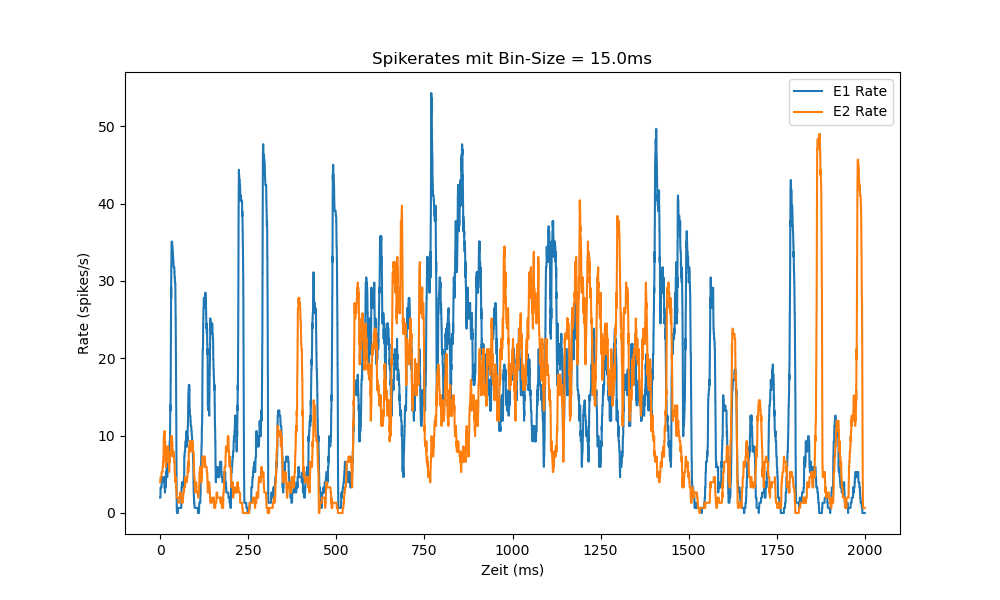 Spikerates mit Bin-Size = 15.0ms
E1 Rate
E2 Rate
Rate (spikes/s)
50
40
30
20
10
0
0 250 500 750 1000 1250 1500 1750 2000
Zeit (ms)